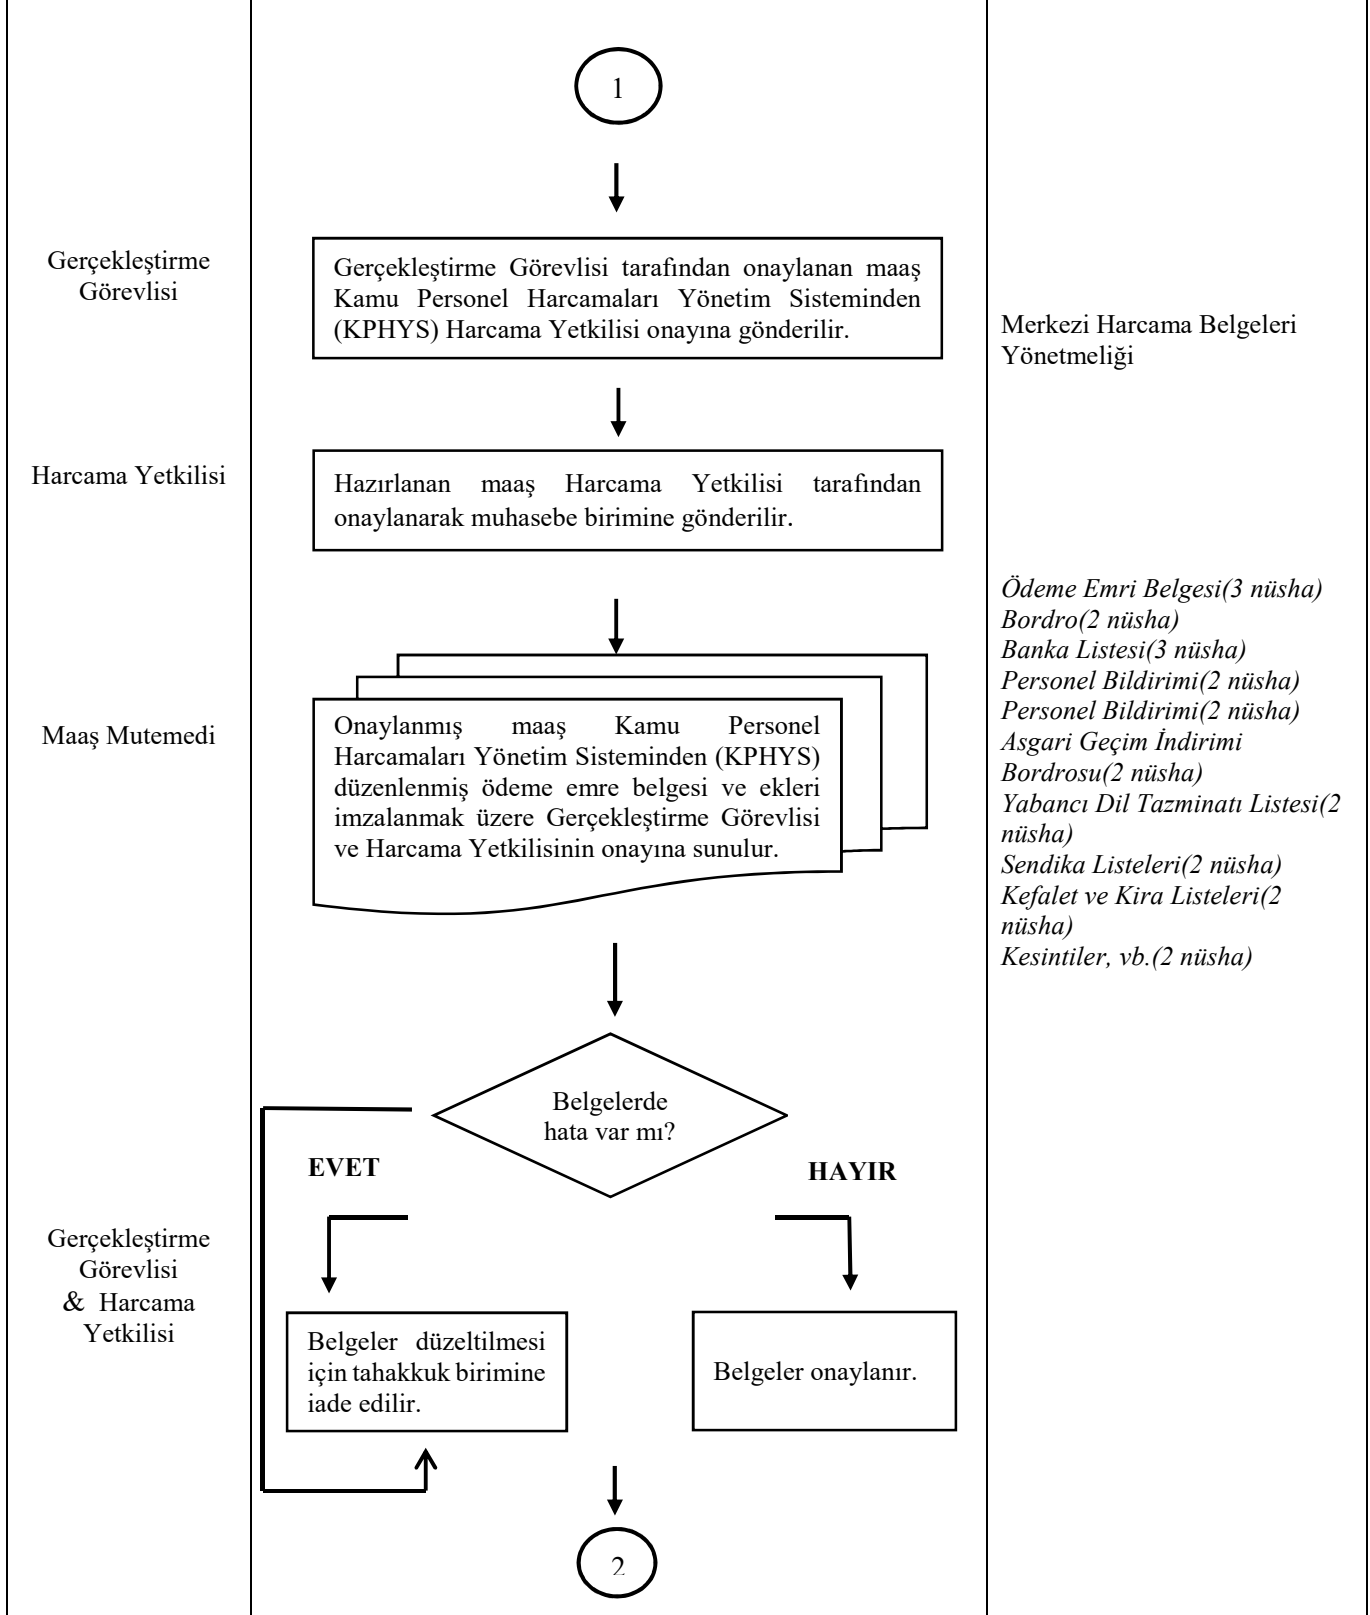 1
Gerçekleştirme
Görevlisi
Gerçekleştirme Görevlisi tarafından onaylanan maaş
Kamu Personel Harcamaları Yönetim Sisteminden
(KPHYS) Harcama Yetkilisi onayına gönderilir.
Merkezi Harcama Belgeleri
Yönetmeliği
Harcama Yetkilisi
Hazırlanan maaş Harcama Yetkilisi tarafından
onaylanarak muhasebe birimine gönderilir.
Ödeme Emri Belgesi(3 nüsha)
Bordro(2 nüsha)
Banka Listesi(3 nüsha)
Personel Bildirimi(2 nüsha)
Personel Bildirimi(2 nüsha)
Asgari Geçim İndirimi
Bordrosu(2 nüsha)
Yabancı Dil Tazminatı Listesi(2
nüsha)
Sendika Listeleri(2 nüsha)
Kefalet ve Kira Listeleri(2
nüsha)
Kesintiler, vb.(2 nüsha)
Maaş Mutemedi
Onaylanmış maaş Kamu Personel
Harcamaları Yönetim Sisteminden (KPHYS)
düzenlenmiş ödeme emre belgesi ve ekleri
imzalanmak üzere Gerçekleştirme Görevlisi
ve Harcama Yetkilisinin onayına sunulur.
Belgelerde
hata var mı?
EVET
HAYIR
Gerçekleştirme
Görevlisi
& Harcama
Yetkilisi
Belgeler düzeltilmesi
için tahakkuk birimine
iade edilir.
Belgeler onaylanır.
2